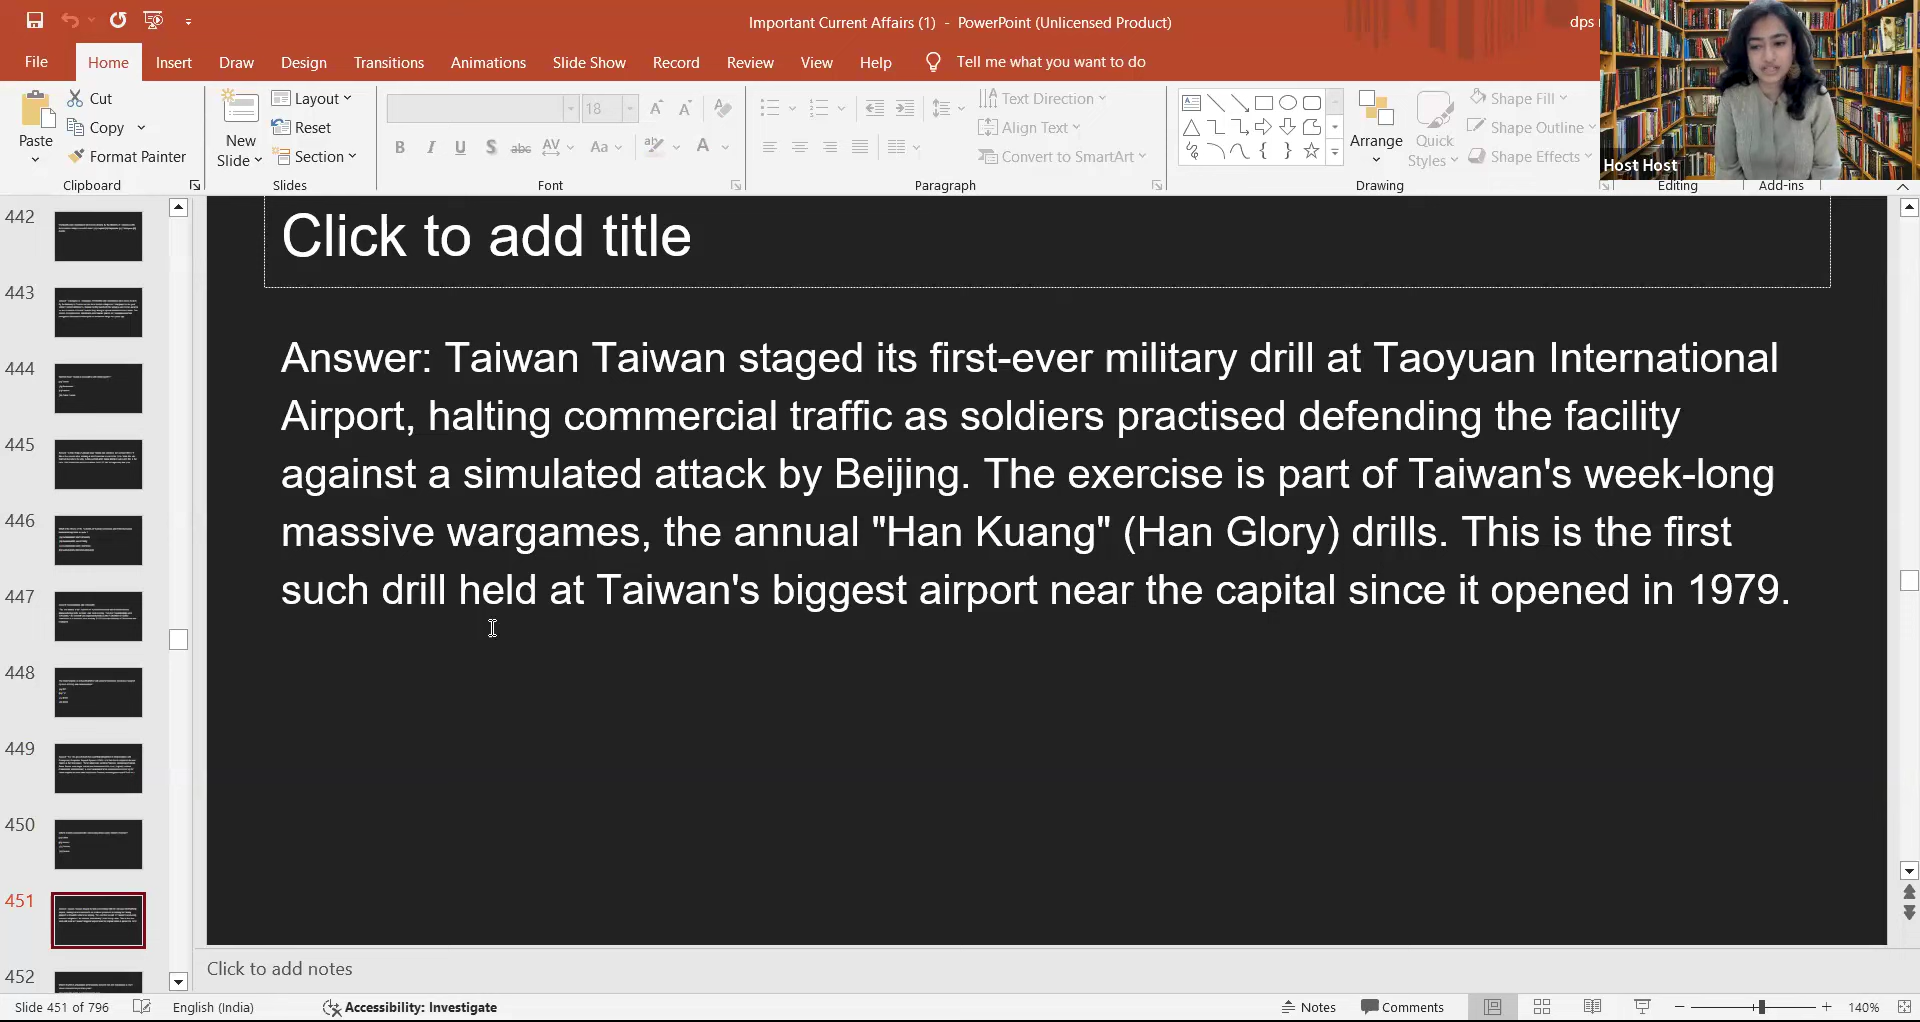 Important Current Affairs (1) - PowerPoint (Unlicensed Product)
dps
File
Home
Insert
Draw
Design
Transitions
Animations
Slide Show
Record
Review
View
Help
Tell me what you want to do
Paste
Cut
Copy
Format Painter
Clipboard
New
Slide
Layout
Reset
Section
Slides
18
B I U S abc AV Aa ab A
Font
Text Direction
Align Text
Convert to SmartArt
Paragraph
Arrange
Quick
Styles
Shape Fill
Shape Outline
Shape Effects
Drawing
Editing
Add-ins
Host Host
442
443
444
445
446
447
448
449
450
451
452
Click to add title
Answer: Taiwan Taiwan staged its first-ever military drill at Taoyuan International
Airport, halting commercial traffic as soldiers practised defending the facility
against a simulated attack by Beijing. The exercise is part of Taiwan's week-long
massive wargames, the annual "Han Kuang" (Han Glory) drills. This is the first
such drill held at Taiwan's biggest airport near the capital since it opened in 1979.
Click to add notes
Slide 451 of 796
English (India)
Accessibility: Investigate
Notes
Comments
140%